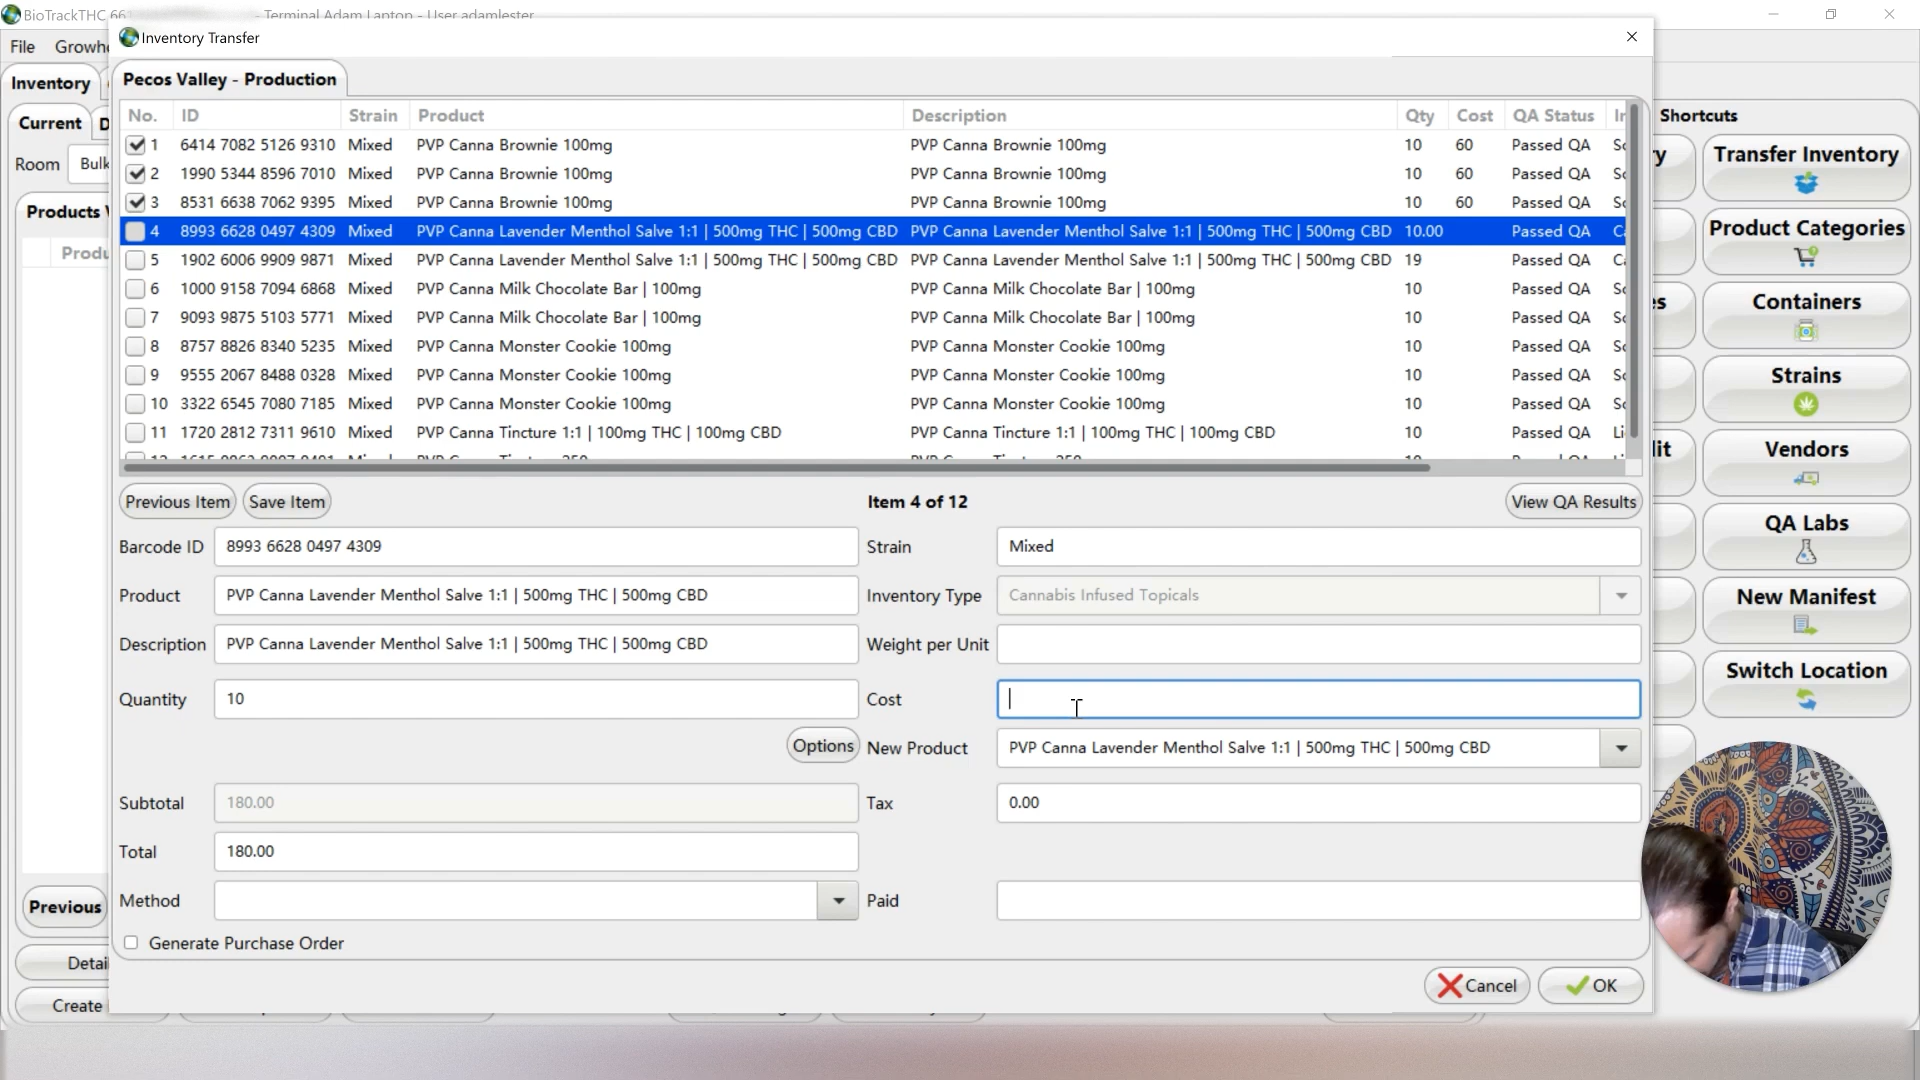 BioTrackTHC 661 - Terminal Adam Laptop - User adamlester
File Growho
Inventory
Current D
Room Bulk
Products V
Produ
Previous
Detail
Create
Inventory Transfer
Pecos Valley - Production
No. ID Strain Product Description Qty Cost QA Status In
1 6414 7082 5126 9310 Mixed PVP Canna Brownie 100mg PVP Canna Brownie 100mg 10 60 Passed QA
2 1990 5344 8596 7010 Mixed PVP Canna Brownie 100mg PVP Canna Brownie 100mg 10 60 Passed QA
3 8531 6638 7062 9395 Mixed PVP Canna Brownie 100mg PVP Canna Brownie 100mg 10 60 Passed QA
4 8993 6628 0497 4309 Mixed PVP Canna Lavender Menthol Salve 1:1 | 500mg THC | 500mg CBD PVP Canna Lavender Menthol Salve 1:1 | 500mg THC | 500mg CBD 10.00 Passed QA
5 1902 6006 9909 9871 Mixed PVP Canna Lavender Menthol Salve 1:1 | 500mg THC | 500mg CBD PVP Canna Lavender Menthol Salve 1:1 | 500mg THC | 500mg CBD 19 Passed QA
6 1000 9158 7094 6868 Mixed PVP Canna Milk Chocolate Bar | 100mg PVP Canna Milk Chocolate Bar | 100mg 10 Passed QA
7 9093 9875 5103 5771 Mixed PVP Canna Milk Chocolate Bar | 100mg PVP Canna Milk Chocolate Bar | 100mg 10 Passed QA
8 8757 8826 8340 5235 Mixed PVP Canna Monster Cookie 100mg PVP Canna Monster Cookie 100mg 10 Passed QA
9 9555 2067 8488 0328 Mixed PVP Canna Monster Cookie 100mg PVP Canna Monster Cookie 100mg 10 Passed QA
10 3322 6545 7080 7185 Mixed PVP Canna Monster Cookie 100mg PVP Canna Monster Cookie 100mg 10 Passed QA
11 1720 2812 7311 9610 Mixed PVP Canna Tincture 1:1 | 100mg THC | 100mg CBD PVP Canna Tincture 1:1 | 100mg THC | 100mg CBD 10 Passed QA Li
Previous Item Save Item Item 4 of 12 View QA Results
Barcode ID 8993 6628 0497 4309 Strain Mixed
Product PVP Canna Lavender Menthol Salve 1:1 | 500mg THC | 500mg CBD Inventory Type Cannabis Infused Topicals
Description PVP Canna Lavender Menthol Salve 1:1 | 500mg THC | 500mg CBD Weight per Unit
Quantity 10 Cost
Options New Product PVP Canna Lavender Menthol Salve 1:1 | 500mg THC | 500mg CBD
Subtotal 180.00 Tax 0.00
Total 180.00
Method Paid
Generate Purchase Order
Cancel OK
Shortcuts
Transfer Inventory
Product Categories
Containers
Strains
Vendors
QA Labs
New Manifest
Switch Location